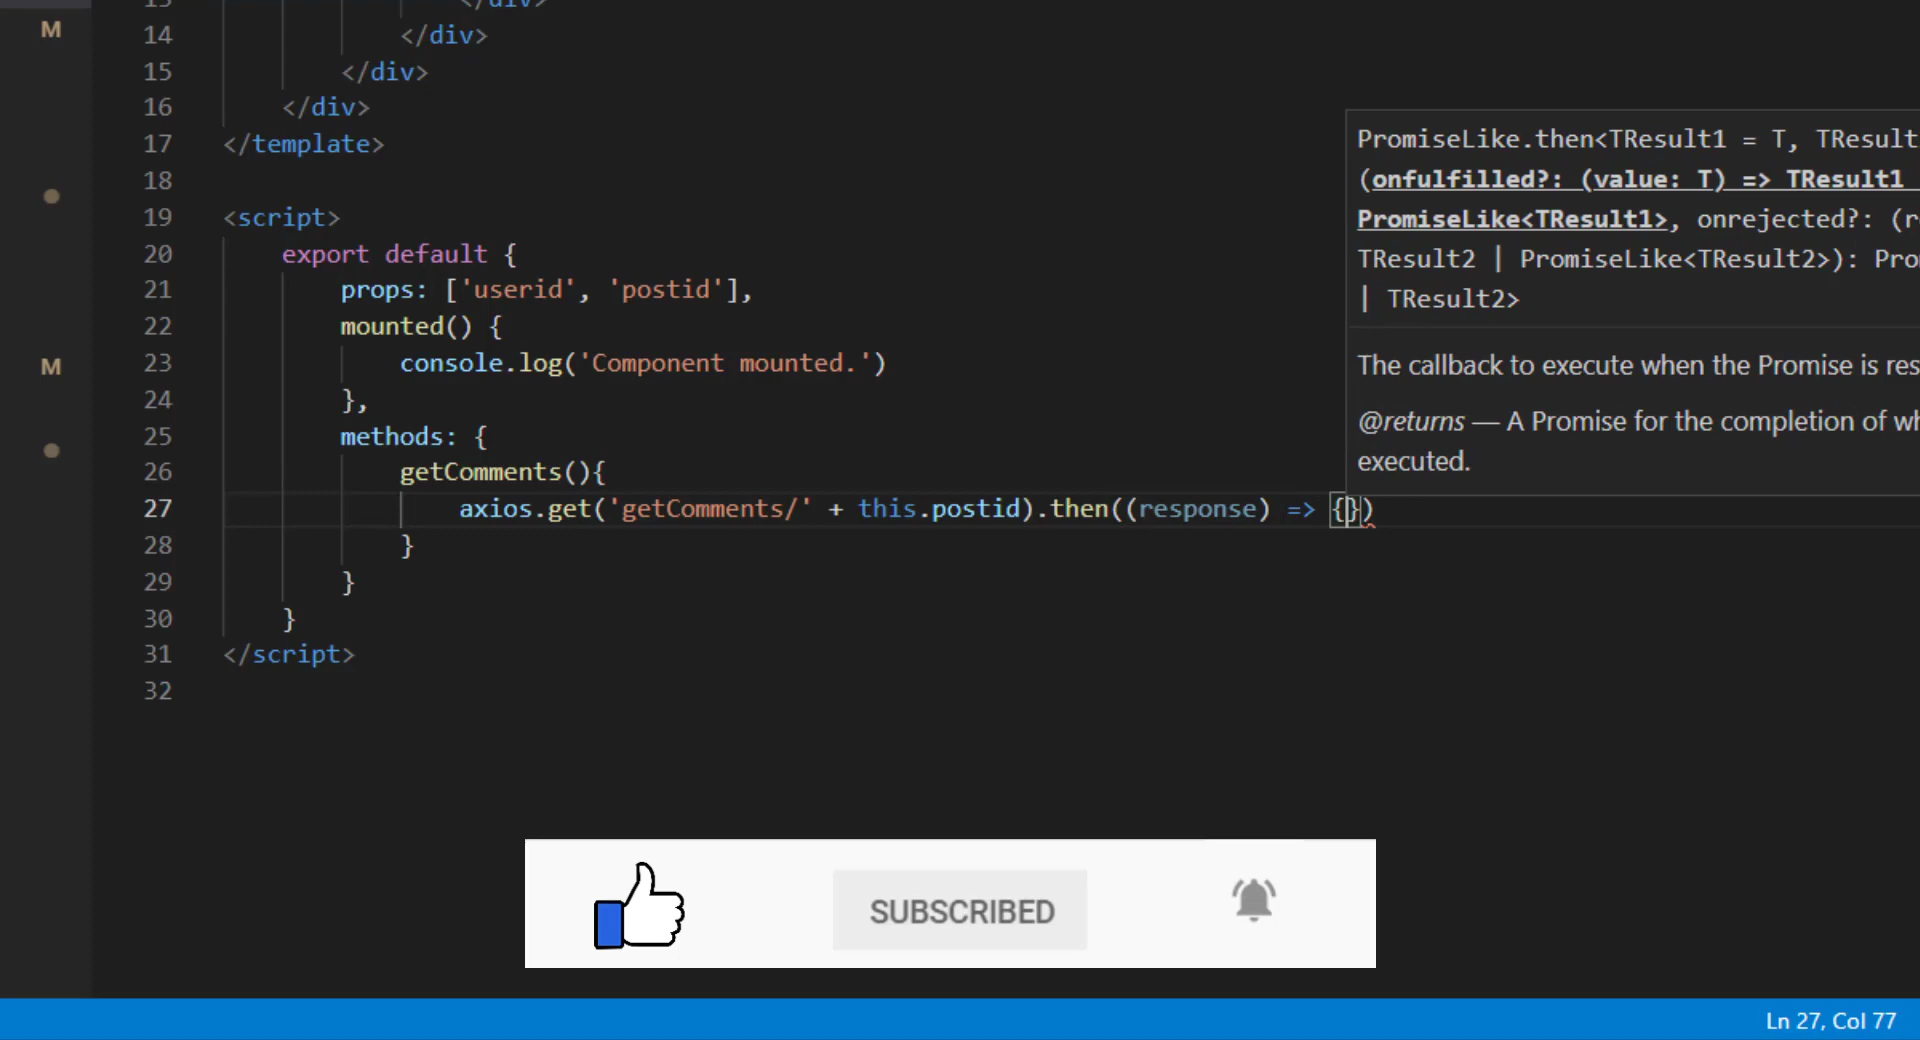 13 </div>
M 14 </div>
15 </div>
16 </div>
17 </template>
18
19 <script>
20 export default {
21 props: ['userid', 'postid'],
22 mounted() {
23 console.log('Component mounted.')
M 24 },
25 methods: {
26 getComments(){
27 axios.get('getComments/' + this.postid).then((response) => {})
28 }
29 }
30 }
31 </script>
32
PromiseLike.then<TResult1 = T, TResult
(onfulfilled?: (value: T) => TResult1
PromiseLike<TResult1>, onrejected?: (r
TResult2 | PromiseLike<TResult2>): Pro
| TResult2>
The callback to execute when the Promise is res
@returns — A Promise for the completion of wh
executed.
SUBSCRIBED
Ln 27, Col 77